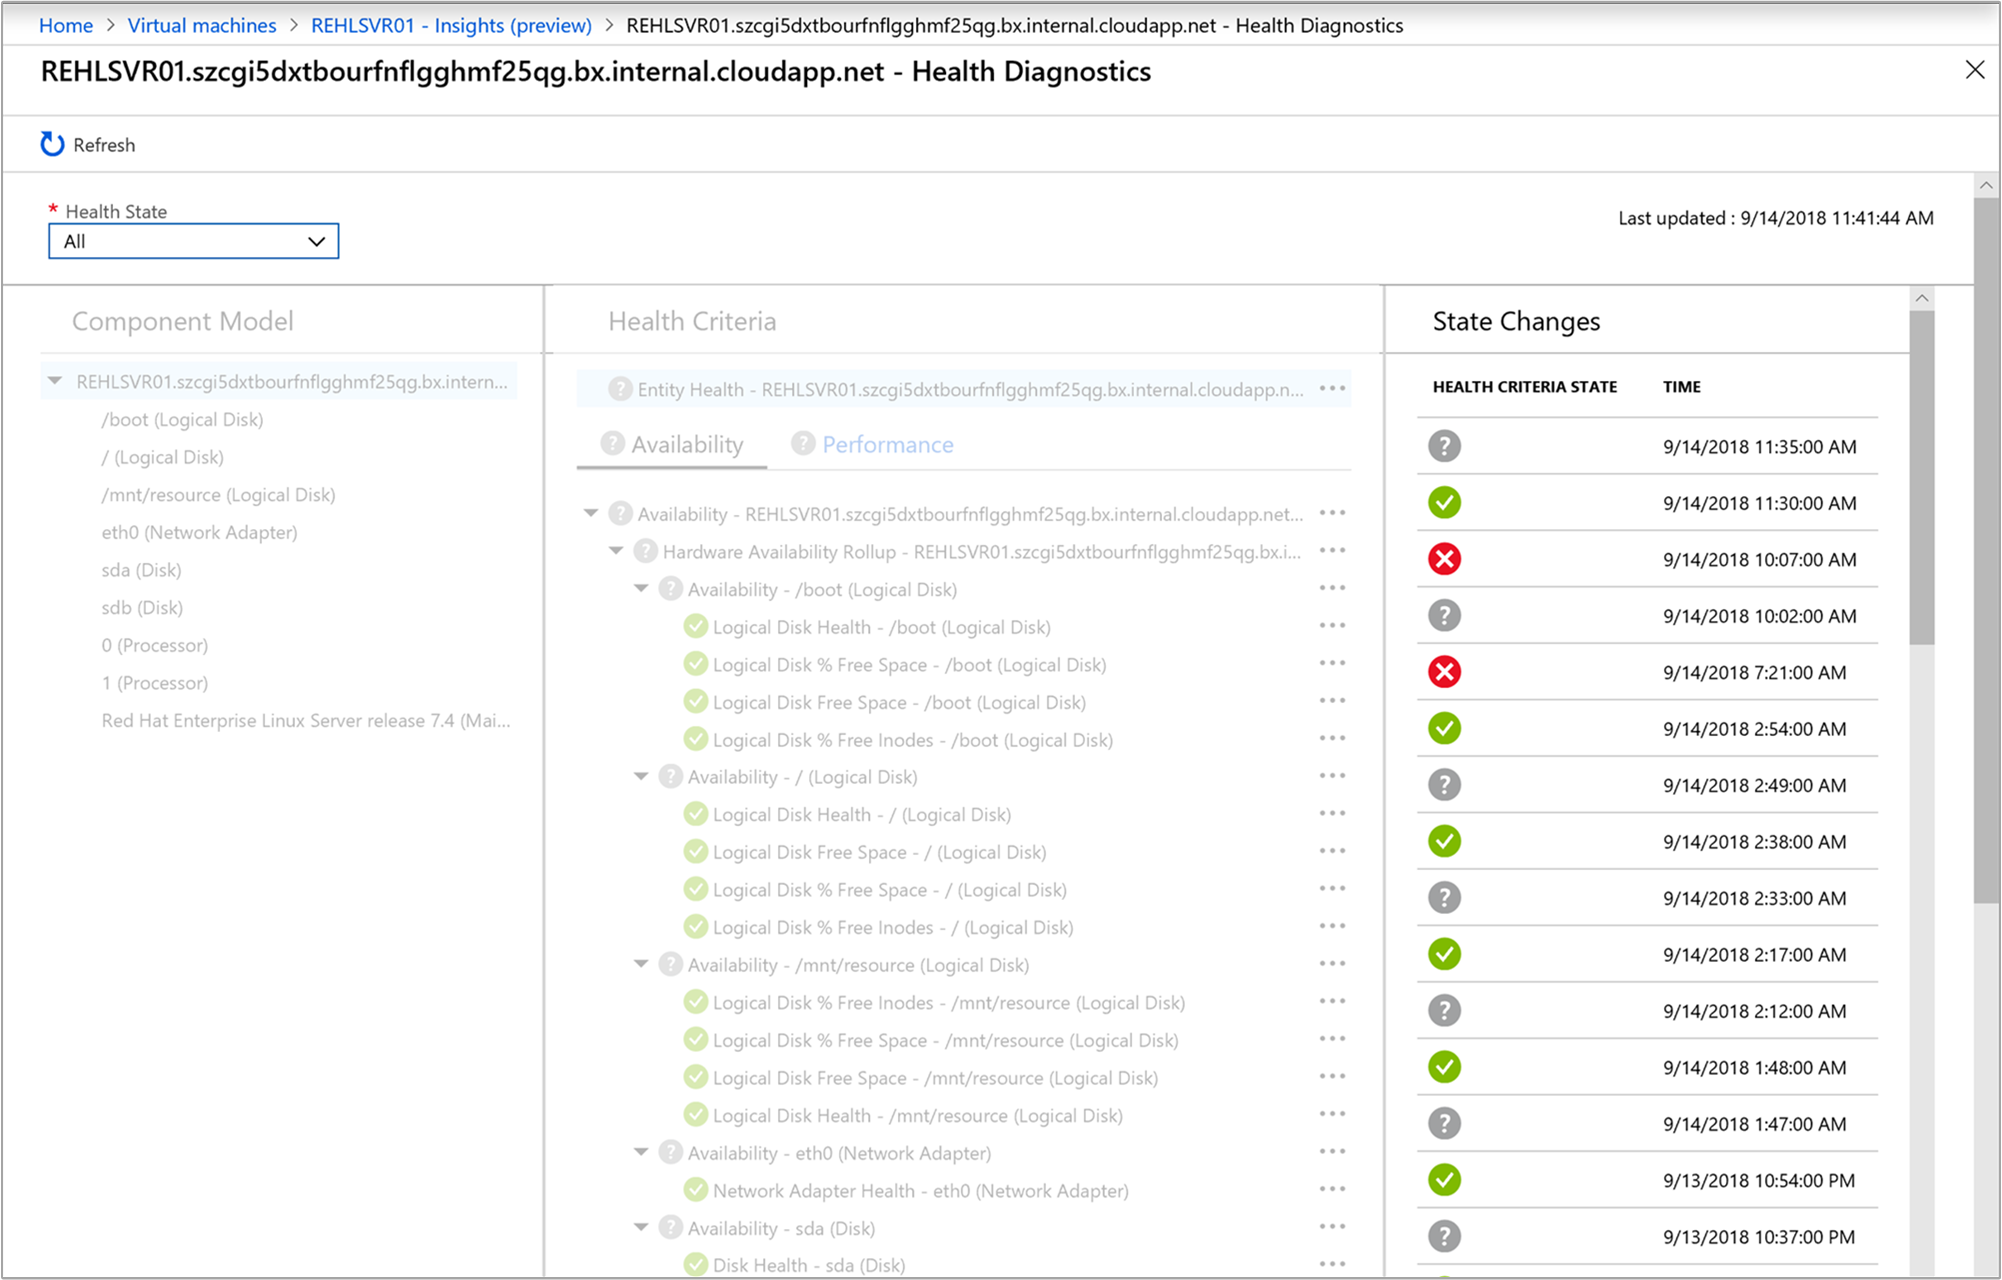 Home > Virtual machines > REHLSVR01 - Insights (preview) > REHLSVR01.szcgi5dxtbourfnflgghmf25qg.bx.internal.cloudapp.net - Health Diagnostics
REHLSVR01.szcgi5dxtbourfnflgghmf25qg.bx.internal.cloudapp.net - Health Diagnostics
Refresh
* Health State
All
Last updated : 9/14/2018 11:41:44 AM
Component Model
REHLSVR01.szcgi5dxtbourfnflgghmf25qg.bx.intern...
/boot (Logical Disk)
/ (Logical Disk)
/mnt/resource (Logical Disk)
eth0 (Network Adapter)
sda (Disk)
sdb (Disk)
0 (Processor)
1 (Processor)
Red Hat Enterprise Linux Server release 7.4 (Mai...
Health Criteria
Entity Health - REHLSVR01.szcgi5dxtbourfnflgghmf25qg.bx.internal.cloudapp.n...
Availability
Performance
Availability - REHLSVR01.szcgi5dxtbourfnflgghmf25qg.bx.internal.cloudapp.net...
Hardware Availability Rollup - REHLSVR01.szcgi5dxtbourfnflgghmf25qg.bx.i...
Availability - /boot (Logical Disk)
Logical Disk Health - /boot (Logical Disk)
Logical Disk % Free Space - /boot (Logical Disk)
Logical Disk Free Space - /boot (Logical Disk)
Logical Disk % Free Inodes - /boot (Logical Disk)
Availability - / (Logical Disk)
Logical Disk Health - / (Logical Disk)
Logical Disk Free Space - / (Logical Disk)
Logical Disk % Free Space - / (Logical Disk)
Logical Disk % Free Inodes - / (Logical Disk)
Availability - /mnt/resource (Logical Disk)
Logical Disk % Free Inodes - /mnt/resource (Logical Disk)
Logical Disk % Free Space - /mnt/resource (Logical Disk)
Logical Disk Free Space - /mnt/resource (Logical Disk)
Logical Disk Health - /mnt/resource (Logical Disk)
Availability - eth0 (Network Adapter)
Network Adapter Health - eth0 (Network Adapter)
Availability - sda (Disk)
Disk Health - sda (Disk)
State Changes
HEALTH CRITERIA STATE TIME
9/14/2018 11:35:00 AM
9/14/2018 11:30:00 AM
9/14/2018 10:07:00 AM
9/14/2018 10:02:00 AM
9/14/2018 7:21:00 AM
9/14/2018 2:54:00 AM
9/14/2018 2:49:00 AM
9/14/2018 2:38:00 AM
9/14/2018 2:33:00 AM
9/14/2018 2:17:00 AM
9/14/2018 2:12:00 AM
9/14/2018 1:48:00 AM
9/14/2018 1:47:00 AM
9/13/2018 10:54:00 PM
9/13/2018 10:37:00 PM